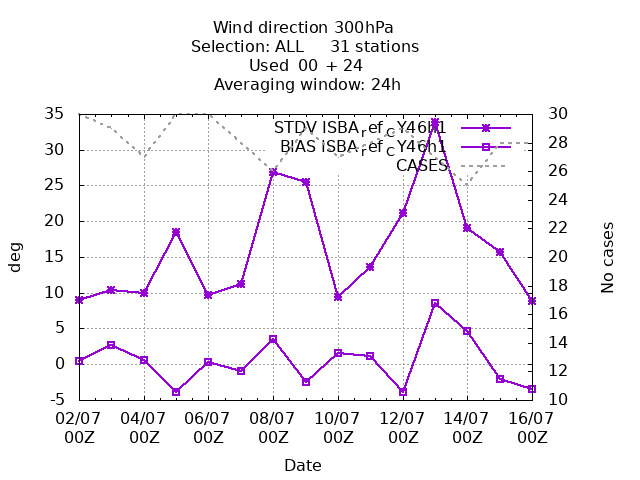 Wind direction 300hPa
Selection: ALL 31 stations
Used 00 + 24
Averaging window: 24h
STDV ISBA_ref_CY46h1
BIAS ISBA_ref_CY46h1
CASES
35 30
30 28
25 26
20 24
15 22
10 20
5 18
0 16
-5 14
12
10
deg
No cases
02/07 04/07 06/07 08/07 10/07 12/07 14/07 16/07
00Z 00Z 00Z 00Z 00Z 00Z 00Z 00Z
Date